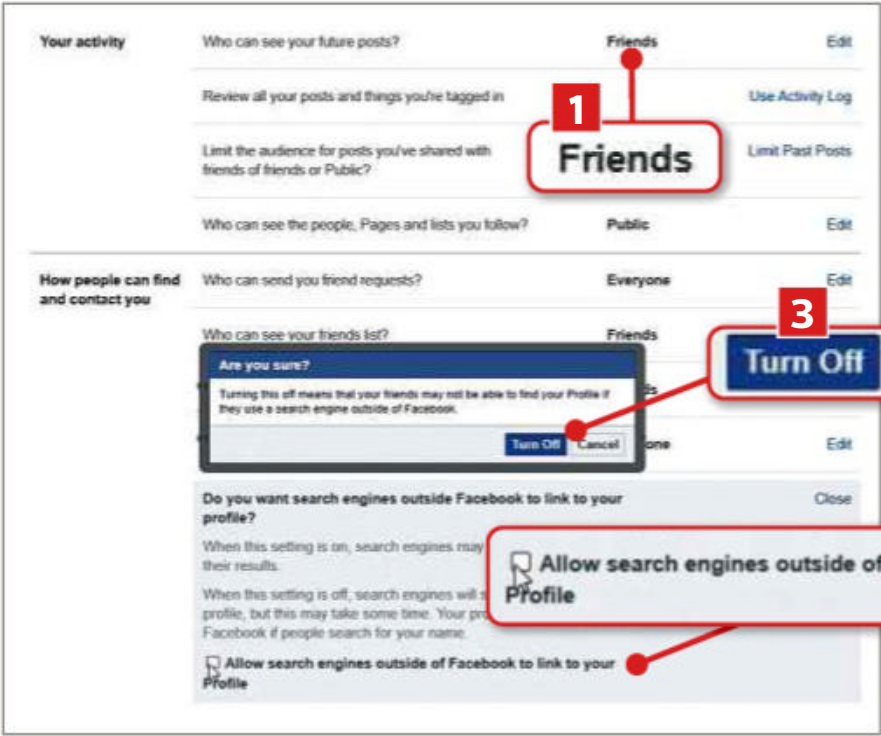 Your activity
Who can see your future posts?
Friends
Edit
Review all your posts and things you're tagged in
Use Activity Log
1
Friends
Limit the audience for posts you've shared with
friends of friends or Public?
Limit Past Posts
Who can see the people, Pages and lists you follow?
Public
Edit
How people can find
and contact you
Who can send you friend requests?
Everyone
Edit
Who can see your friends list?
Friends
3
Turn Off
Are you sure?
Turning this off means that your friends may not be able to find your Profile if
they use a search engine outside of Facebook.
Turn Off
Cancel
Edit
Do you want search engines outside Facebook to link to your
profile?
Close
When this setting is on, search engines may
their results.
When this setting is off, search engines will
profile, but this may take some time. Your
Facebook if people search for your name.
Allow search engines outside of
Profile
Allow search engines outside of Facebook to link to your
Profile